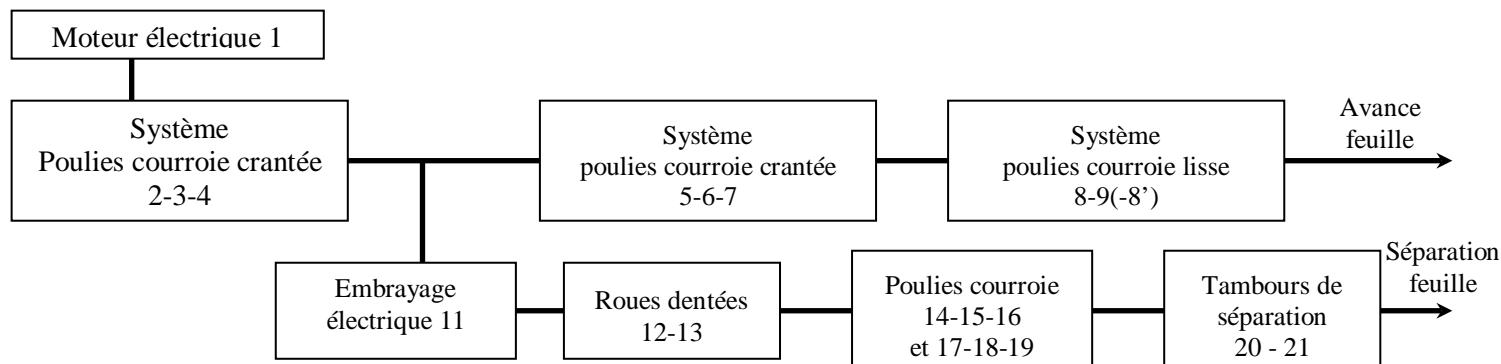 Moteur électrique 1
Système
Poulies courroie crantée
2-3-4
Système
poulies courroie crantée
5-6-7
Système
poulies courroie lisse
8-9(-8’)
Avance
feuille
Embrayage
électrique 11
Roues dentées
12-13
Poulies courroie
14-15-16
et 17-18-19
Tambours de
séparation
20 - 21
Séparation
feuille